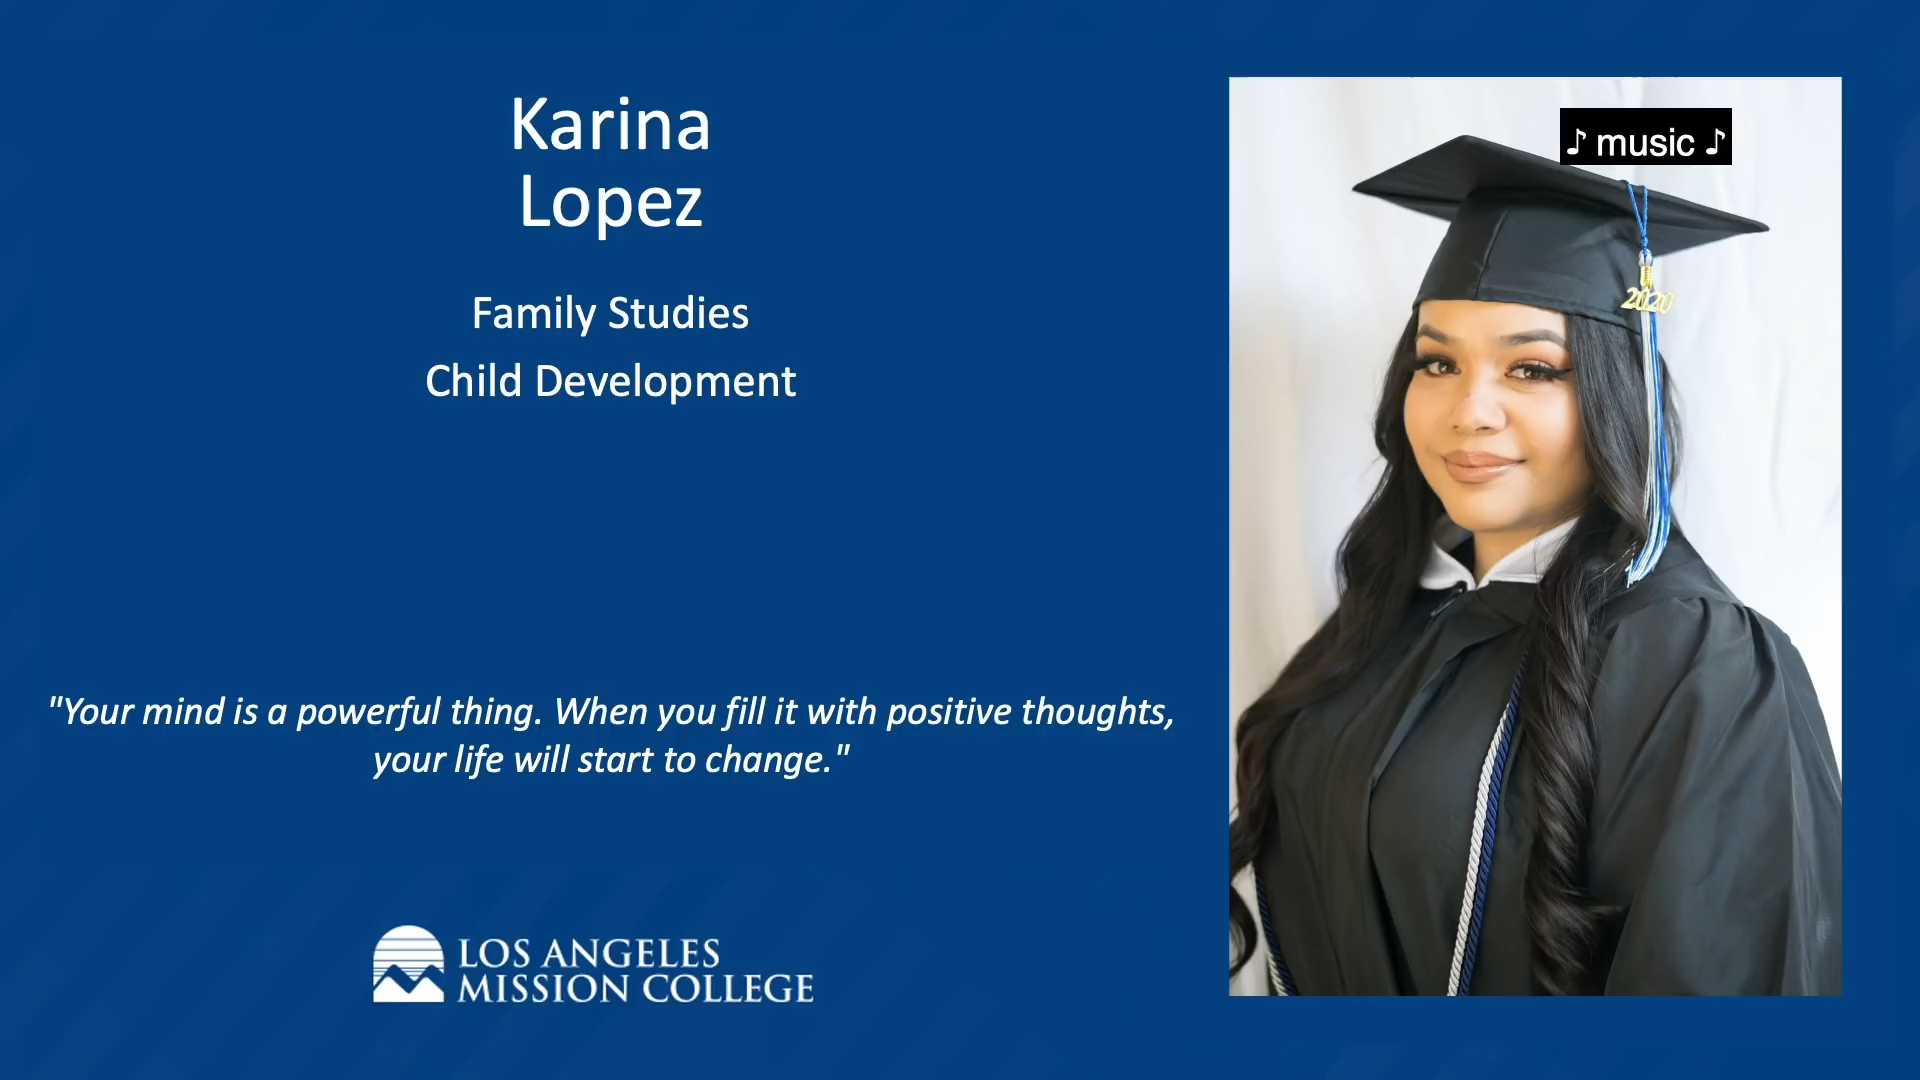 Karina
Lopez
Family Studies
Child Development
"Your mind is a powerful thing. When you fill it with positive thoughts,
your life will start to change."
LOS ANGELES
MISSION COLLEGE
♪ music ♪
2020